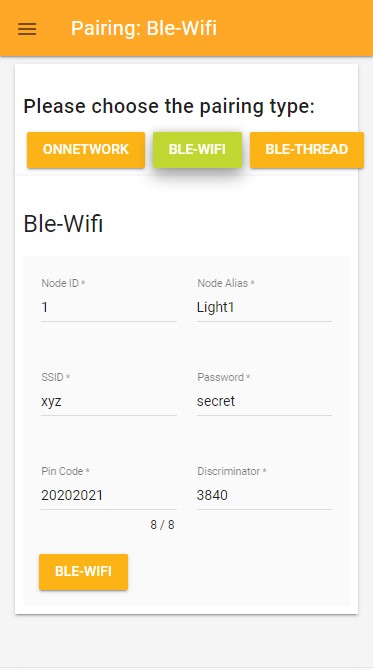 Pairing: Ble-Wifi
Please choose the pairing type:
ONNETWORK BLE-WIFI BLE-THREAD
Ble-Wifi
Node ID * Node Alias *
1 Light1
SSID * Password *
xyz secret
Pin Code * Discriminator *
20202021 3840
8 / 8
BLE-WIFI